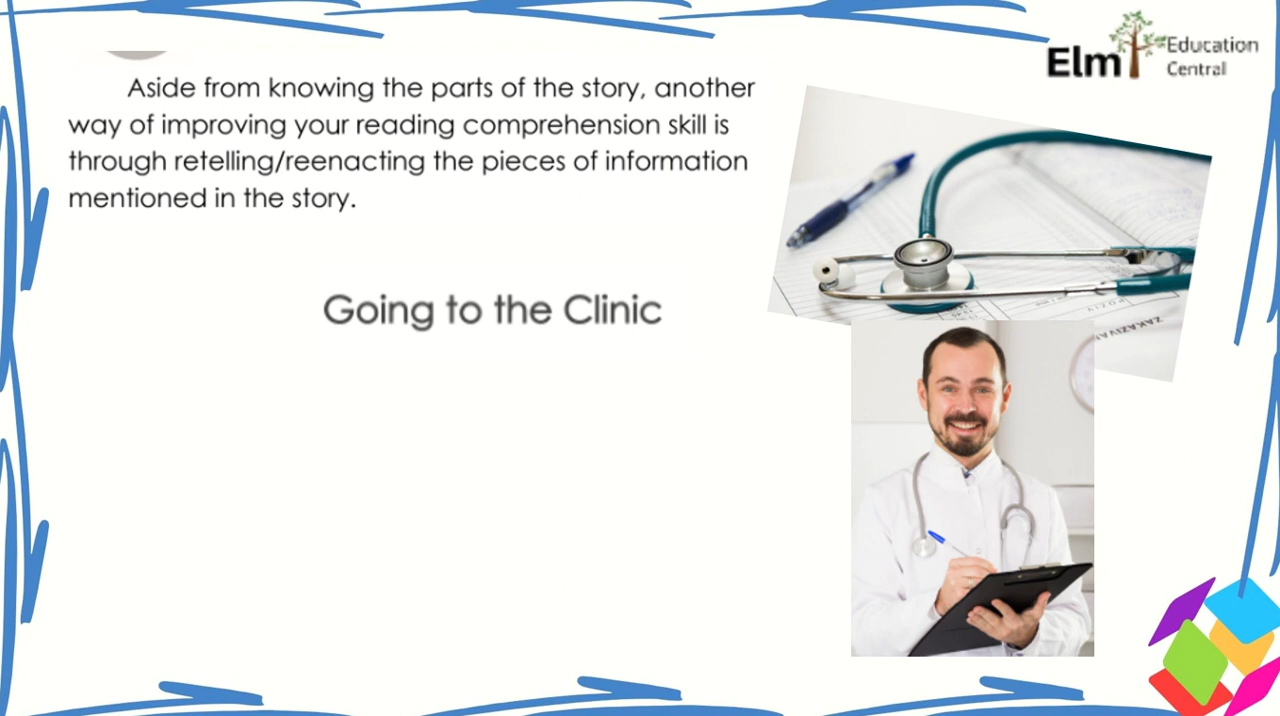 Elm Education
Central
Aside from knowing the parts of the story, another
way of improving your reading comprehension skill is
through retelling/reenacting the pieces of information
mentioned in the story.
Going to the Clinic